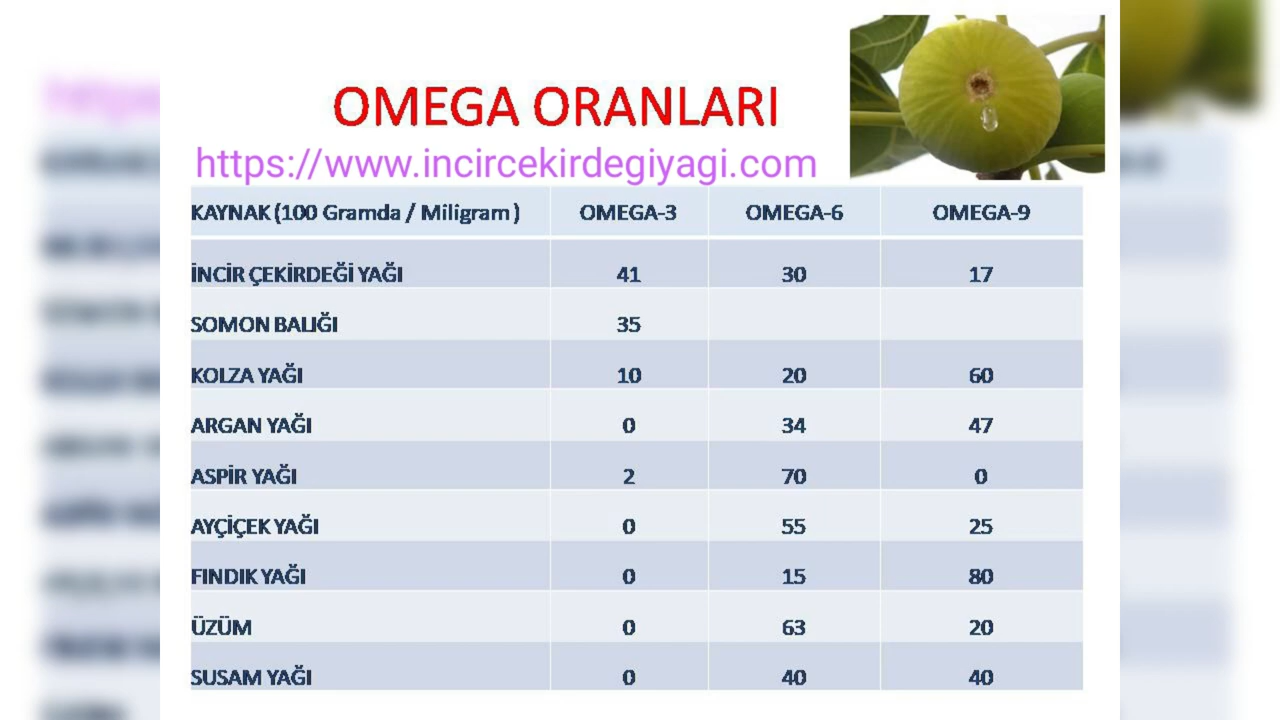 OMEGA ORANLARI
https://www.incircekirdegiyagi.com
KAYNAK (100 Gramda / Miligram ) OMEGA-3 OMEGA-6 OMEGA-9
İNCİR ÇEKİRDEĞİ YAĞI 41 30 17
SOMON BALIĞI 35
KOLZA YAĞI 10 20 60
ARGAN YAĞI 0 34 47
ASPİR YAĞI 2 70 0
AYÇİÇEK YAĞI 0 55 25
FINDIK YAĞI 0 15 80
ÜZÜM 0 63 20
SUSAM YAĞI 0 40 40